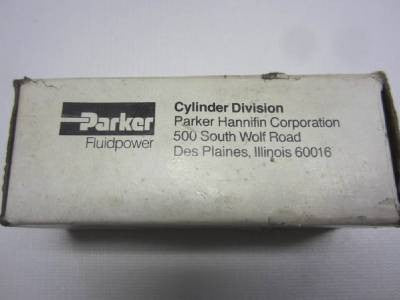 Parker
Fluidpower
Cylinder Division
Parker Hannifin Corporation
500 South Wolf Road
Des Plaines, Illinois 60016